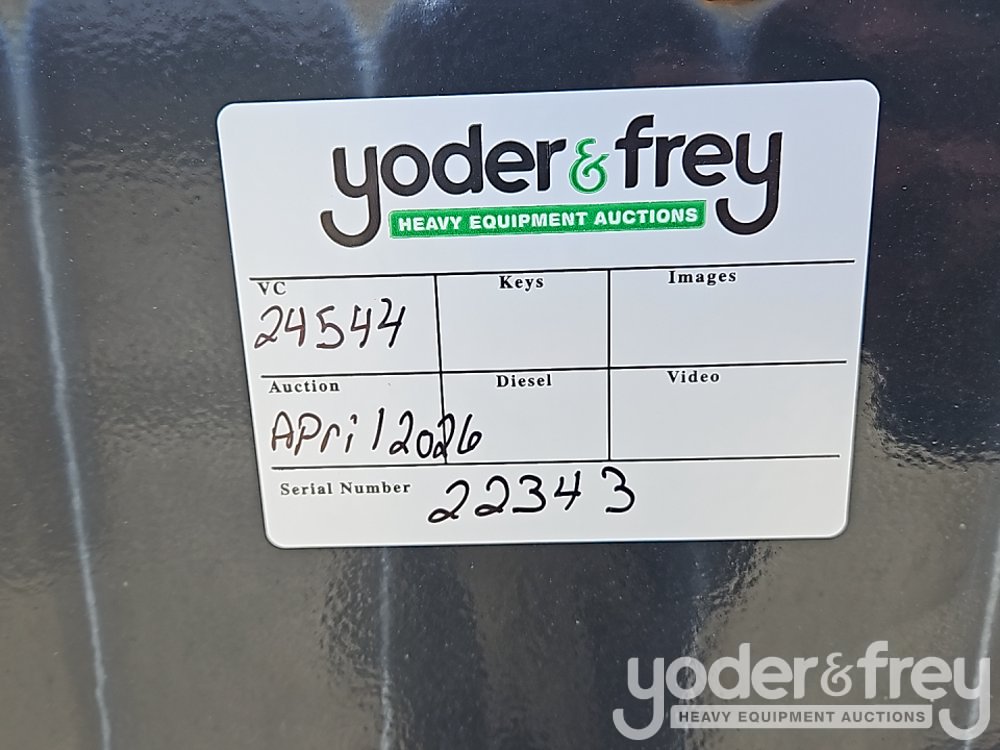 yoder & frey
HEAVY EQUIPMENT AUCTIONS
VC Keys Images
24544
Auction Diesel Video
APril 2026
Serial Number 22343
yoder & frey
HEAVY EQUIPMENT AUCTIONS